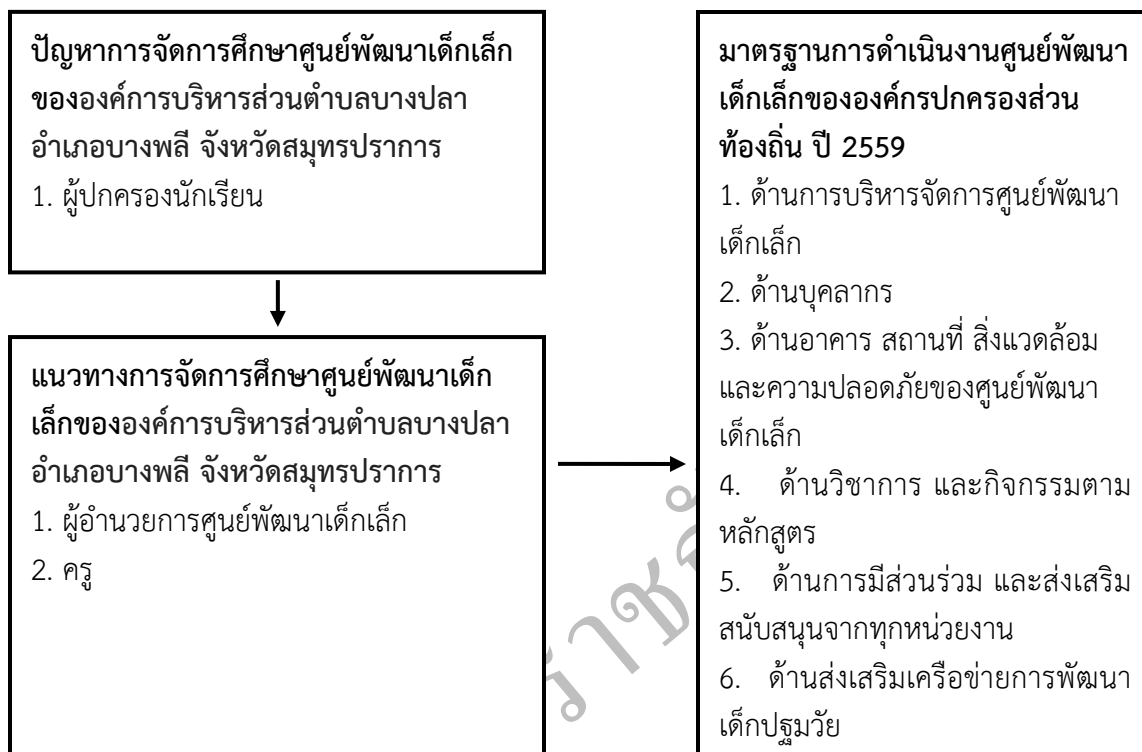 ปัญหาการจัดการศึกษาศูนย์พัฒนาเด็กเล็ก
ขององค์การบริหารส่วนตำบลบางปลา
อำเภอบางพลี จังหวัดสมุทรปราการ
1. ผู้ปกครองนักเรียน
แนวทางการจัดการศึกษาศูนย์พัฒนาเด็ก
เล็กขององค์การบริหารส่วนตำบลบางปลา
อำเภอบางพลี จังหวัดสมุทรปราการ
1. ผู้อำนวยการศูนย์พัฒนาเด็กเล็ก
2. ครู
มาตรฐานการดำเนินงานศูนย์พัฒนา
เด็กเล็กขององค์กรปกครองส่วน
ท้องถิ่น ปี 2559
1. ด้านการบริหารจัดการศูนย์พัฒนา
เด็กเล็ก
2. ด้านบุคลากร
3. ด้านอาคาร สถานที่ สิ่งแวดล้อม
และความปลอดภัยของศูนย์พัฒนา
เด็กเล็ก
4. ด้านวิชาการ และกิจกรรมตาม
หลักสูตร
5. ด้านการมีส่วนร่วม และส่งเสริม
สนับสนุนจากทุกหน่วยงาน
6. ด้านส่งเสริมเครือข่ายการพัฒนา
เด็กปฐมวัย